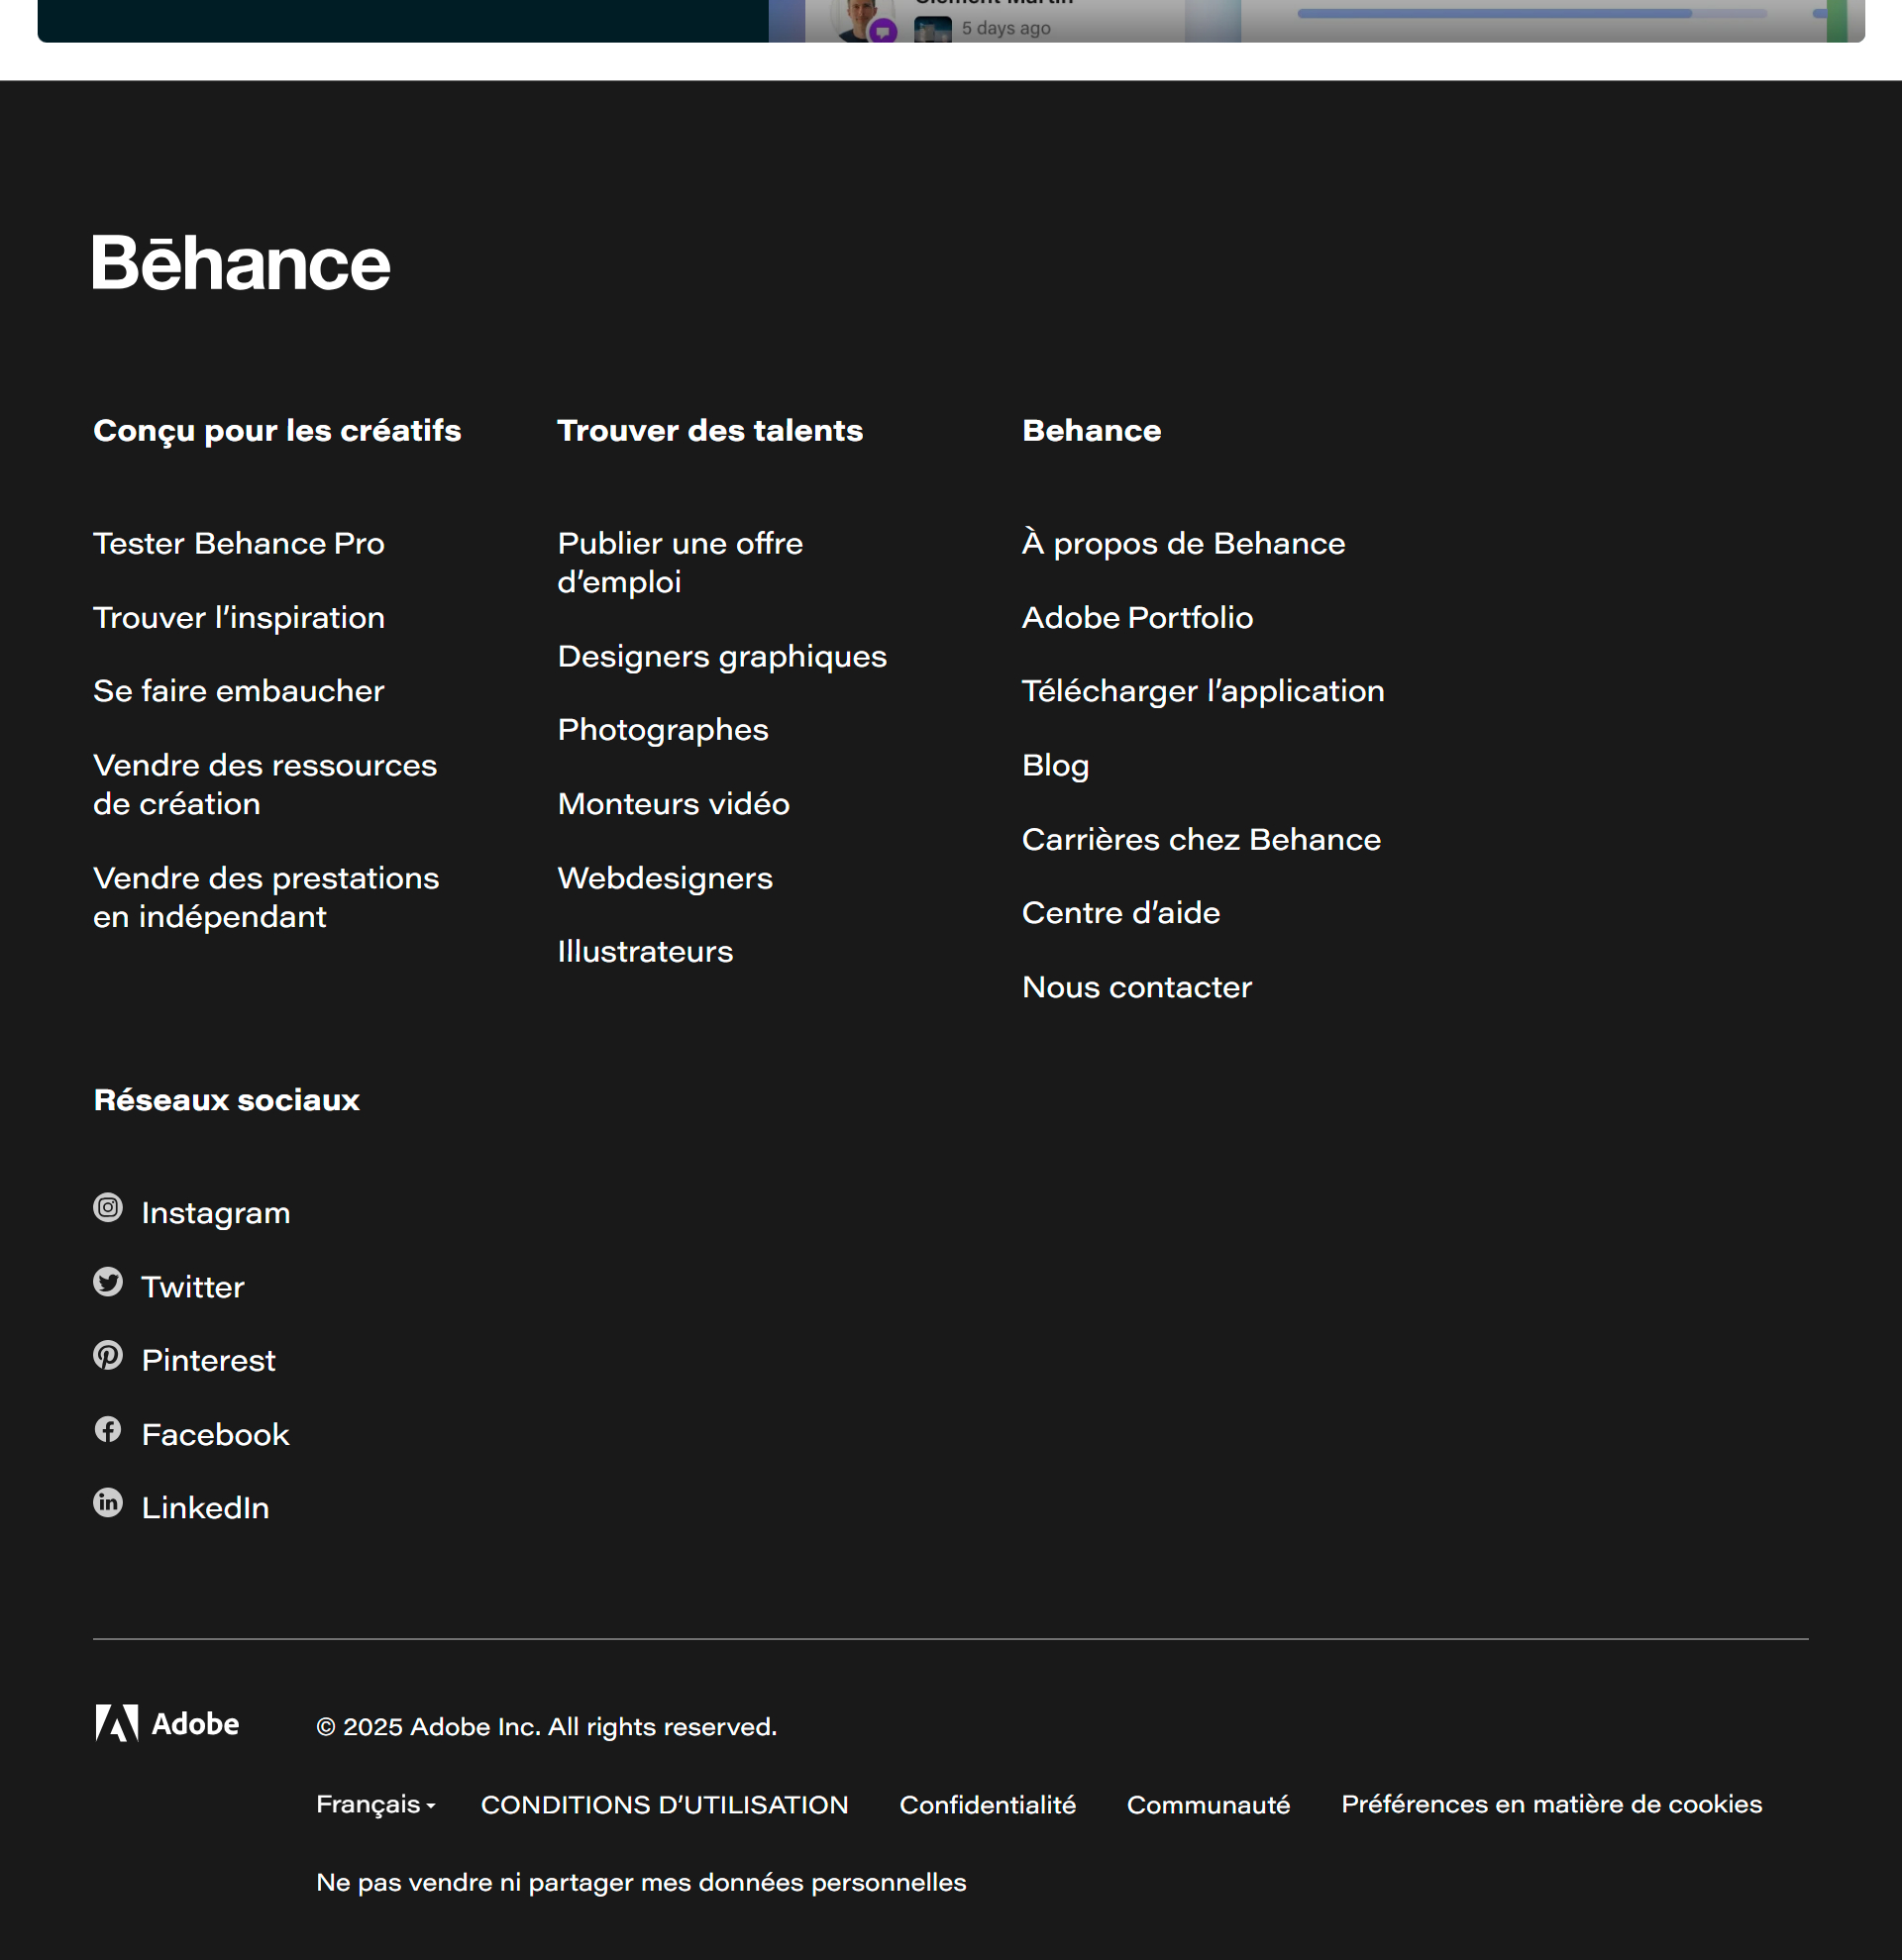 5 days ago
Bēhance
Conçu pour les créatifs
Tester Behance Pro
Trouver l’inspiration
Se faire embaucher
Vendre des ressources
de création
Vendre des prestations
en indépendant
Trouver des talents
Publier une offre
d’emploi
Designers graphiques
Photographes
Monteurs vidéo
Webdesigners
Illustrateurs
Behance
À propos de Behance
Adobe Portfolio
Télécharger l’application
Blog
Carrières chez Behance
Centre d’aide
Nous contacter
Réseaux sociaux
Instagram
Twitter
Pinterest
Facebook
LinkedIn
Adobe
© 2025 Adobe Inc. All rights reserved.
Français
CONDITIONS D’UTILISATION
Confidentialité
Communauté
Préférences en matière de cookies
Ne pas vendre ni partager mes données personnelles